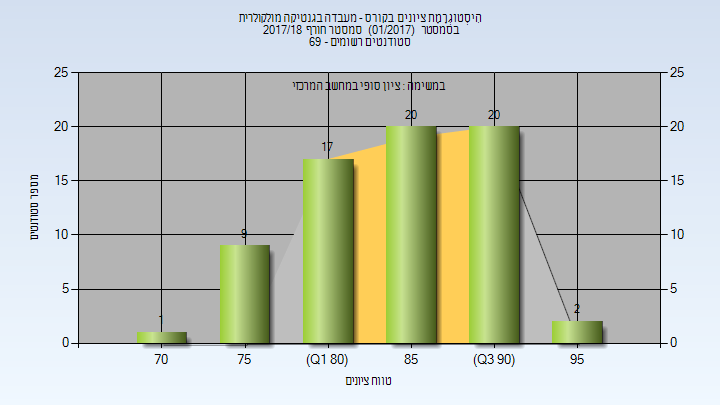 הִיסטוֹגרָמַת ציונים בקורס - מעבדה בגנטיקה מולקולרית
בסמסטר (01/2017) סמסטר חורף 2017/18
סטודנטים רשומים - 69
במשימה : ציון סופי במחשב המרכזי
25 25
20 20
15 15
10 10
5 5
0 0
1 9 17 20 20 2
מספר סטודנטים
70 75 (Q1 80) 85 (Q3 90) 95
טווח ציונים